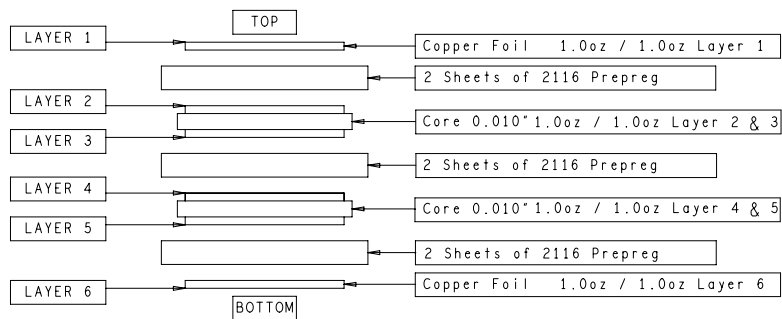 TOP
LAYER 1
Copper Foil 1.0oz / 1.0oz Layer 1
2 Sheets of 2116 Prepreg
LAYER 2
Core 0.010" 1.0oz / 1.0oz Layer 2 & 3
LAYER 3
2 Sheets of 2116 Prepreg
LAYER 4
Core 0.010" 1.0oz / 1.0oz Layer 4 & 5
LAYER 5
2 Sheets of 2116 Prepreg
Copper Foil 1.0oz / 1.0oz Layer 6
LAYER 6
BOTTOM